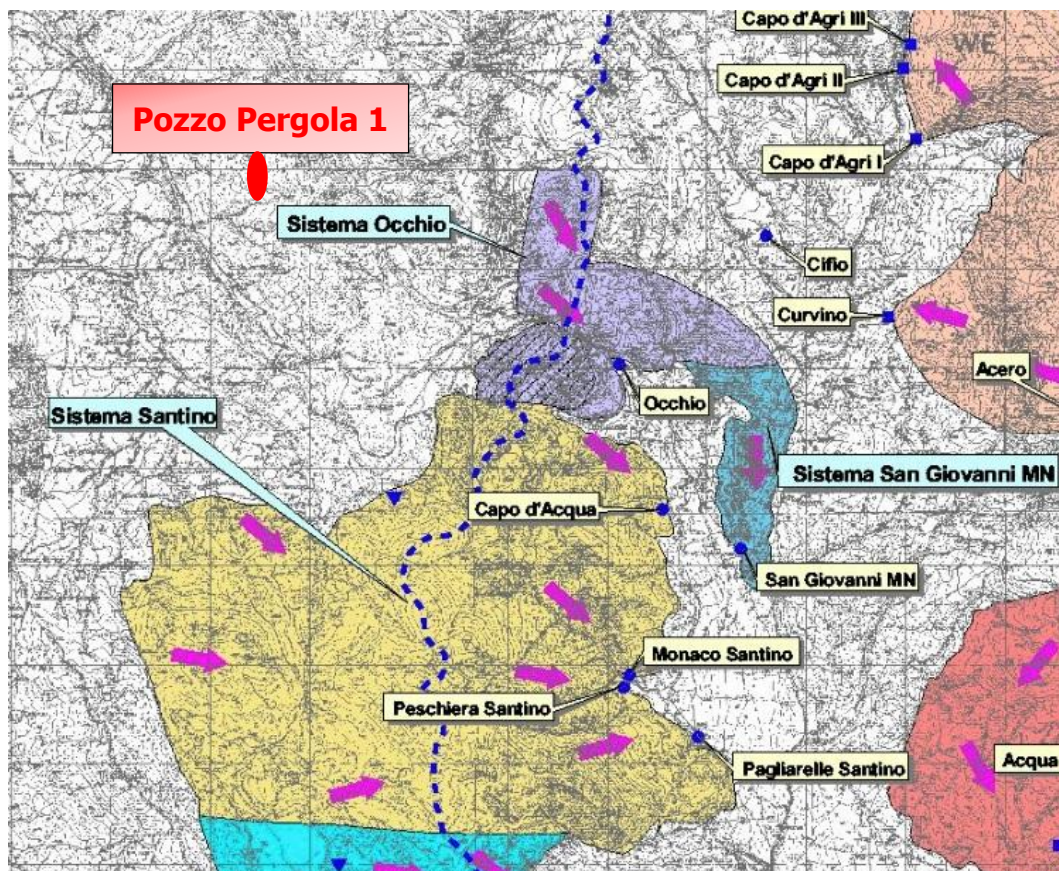 Capo d'Agri III
WE
Capo d'Agri II
Pozzo Pergola 1
Capo d'Agri I
Sistema Occhio
Cifio
Curvino
Acero
Occhio
Sistema Santino
Sistema San Giovanni MN
Capo d'Acqua
San Giovanni MN
Monaco Santino
Peschiera Santino
Acqua
Pagliarelle Santino